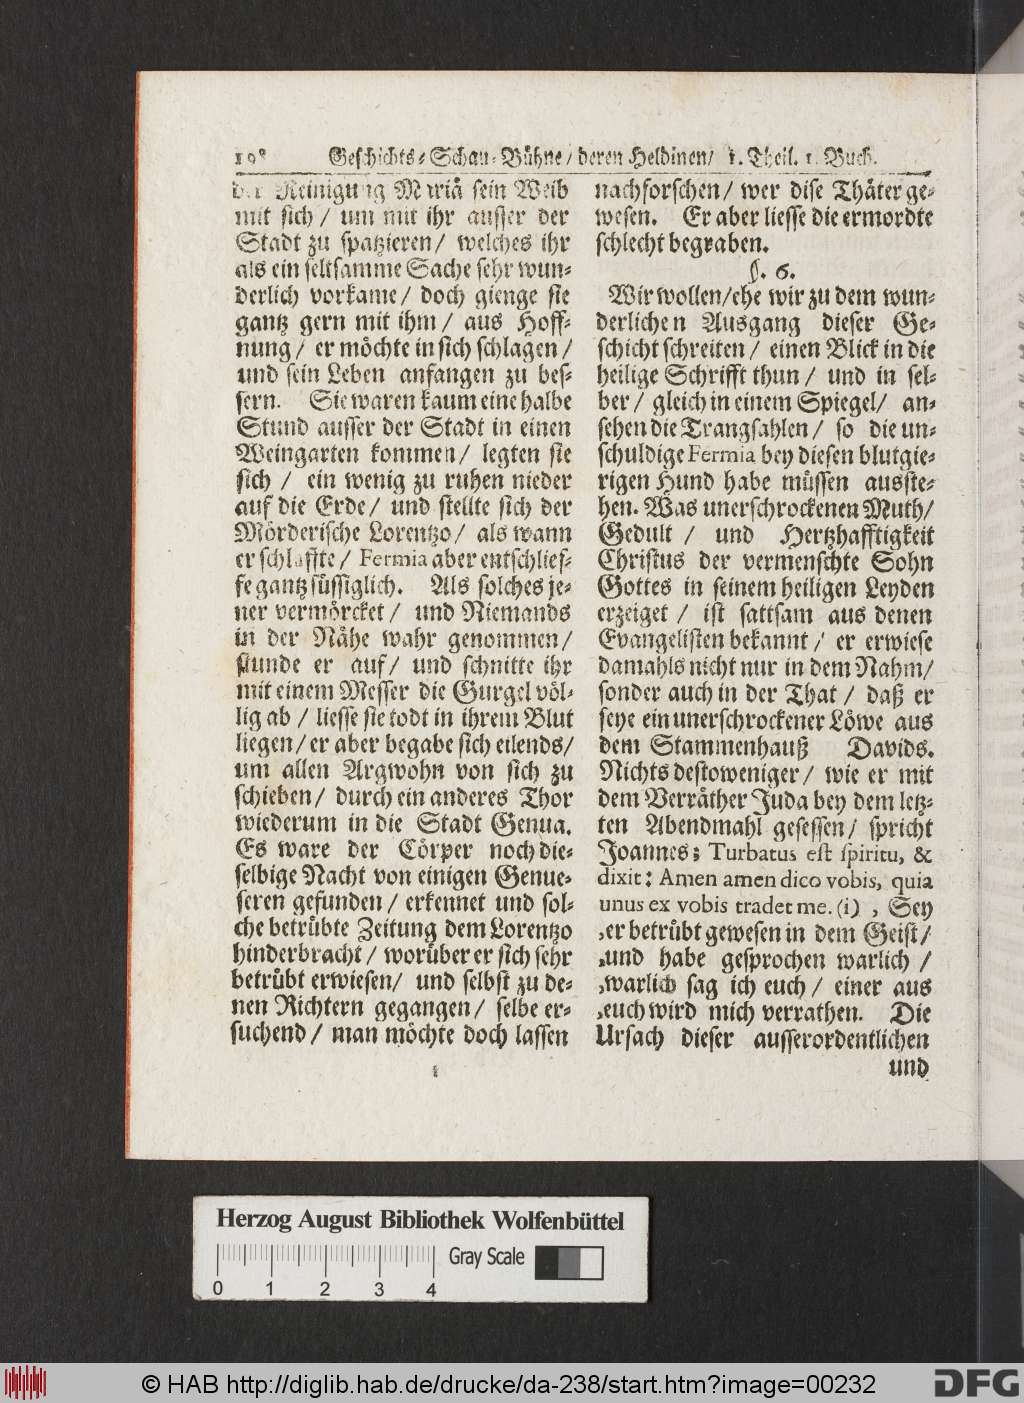 198 Geschichts-Schau-Bühne/ deren Heldinen/ 1. Theil. 1. Buch.
der Reinigung Mariä sein Weib
mit sich/ um mit ihr ausser der
Stadt zu spatzieren/ welches ihr
als ein seltsamme Sache sehr wun-
derlich vorkame/ doch gienge sie
gantz gern mit ihm/ aus Hoff-
nung/ er möchte in sich schlagen/
und sein Leben anfangen zu bes-
sern. Sie waren kaum eine halbe
Stund ausser der Stadt in einen
Weingarten kommen/ legten sie
sich/ ein wenig zu ruhen nieder
auf die Erde/ und stellte sich der
Mörderische Lorentzo/ als wann
er schlaffte/ Fermia aber entschlief-
fe gantz süssiglich. Als solches je-
ner vermörcket/ und Niemands
in der Nähe wahr genommen/
stunde er auf/ und schnitte ihr
mit einem Messer die Gurgel völ-
lig ab/ liesse sie todt in ihrem Blut
liegen/ er aber begabe sich eilends/
um allen Argwohn von sich zu
schieben/ durch ein anderes Thor
wiederum in die Stadt Genua.
Es ware der Cörper noch die-
selbige Nacht von einigen Genue-
seren gefunden/ erkennet und sol-
che betrübte Zeitung dem Lorentzo
hinderbracht/ worüber er sich sehr
betrübt erwiesen/ und selbst zu de-
nen Richtern gegangen/ selbe er-
suchend/ man möchte doch lassen
nachforschen/ wer dise Thäter ge-
wesen. Er aber liesse die ermordte
schlecht begraben.
§. 6.
Wir wollen/ ehe wir zu dem wun-
derlichen Ausgang dieser Ge-
schicht schreiten/ einen Blick in die
heilige Schrifft thun/ und in sel-
ber/ gleich in einem Spiegel/ an-
sehen die Trangsahlen/ so die un-
schuldige Fermia bey diesen blutgie-
rigen Hund habe müssen ausste-
hen. Was unerschrockenen Muth/
Gedult/ und Hertzhafftigkeit
Christus der vermenschte Sohn
Gottes in seinem heiligen Leyden
erzeiget/ ist sattsam aus denen
Evangelisten bekannt/ er erwiese
damahls nicht nur in dem Nahm/
sonder auch in der That/ daß er
seye ein unerschrockener Löwe aus
dem Stammenhauß Davids.
Nichts destoweniger/ wie er mit
dem Verräther Juda bey dem letz-
ten Abendmahl gesessen/ spricht
Joannes; Turbatus est spiritu, &
dixit: Amen amen dico vobis, quia
unus ex vobis tradet me. (i), Sey
„er betrübt gewesen in dem Geist/
„und habe gesprochen warlich/
„warlich sag ich euch/ einer aus
„euch wird mich verrathen. Die
Ursach dieser ausserordentlichen
und
Herzog August Bibliothek Wolfenbüttel
Gray Scale
0 1 2 3 4
© HAB http://diglib.hab.de/drucke/da-238/start.htm?image=00232
DFG